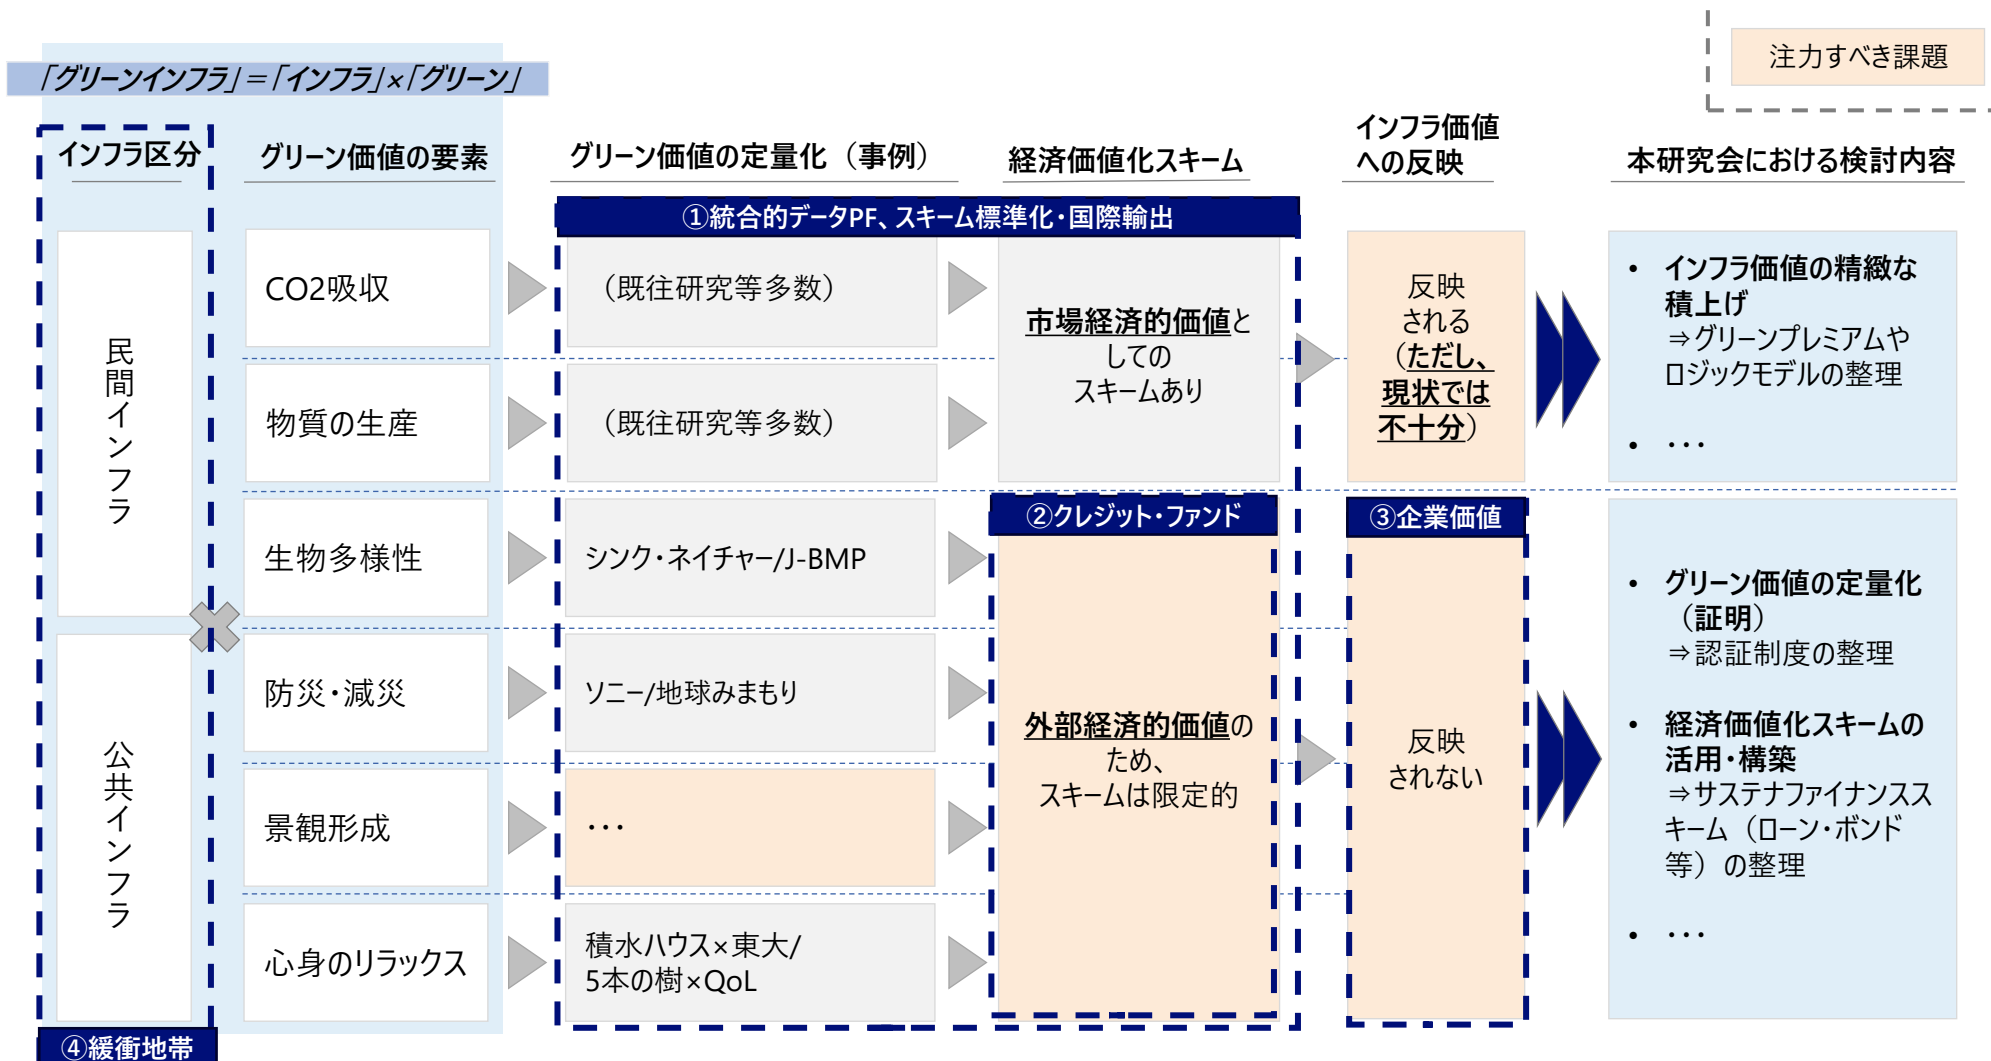 注力すべき課題
「グリーンインフラ」＝「インフラ」×「グリーン」
インフラ区分
グリーン価値の要素
グリーン価値の定量化（事例）
経済価値化スキーム
インフラ価値
への反映
本研究会における検討内容
①統合的データPF、スキーム標準化・国際輸出
民間インフラ
公共インフラ
④緩衝地帯
CO2吸収
（既往研究等多数）
物質の生産
（既往研究等多数）
生物多様性
シンク・ネイチャー/J-BMP
防災・減災
ソニー/地球みまもり
景観形成
・・・
心身のリラックス
積水ハウス×東大/
5本の樹×QoL
市場経済的価値と
しての
スキームあり
②クレジット・ファンド
外部経済的価値の
ため、
スキームは限定的
反映
される
（ただし、
現状では
不十分）
③企業価値
反映
されない
• インフラ価値の精緻な
積上げ
⇒グリーンプレミアムや
ロジックモデルの整理
• ・・・
• グリーン価値の定量化
（証明）
⇒認証制度の整理
• 経済価値化スキームの
活用・構築
⇒サステナファイナンスス
キーム（ローン・ボンド
等）の整理
• ・・・